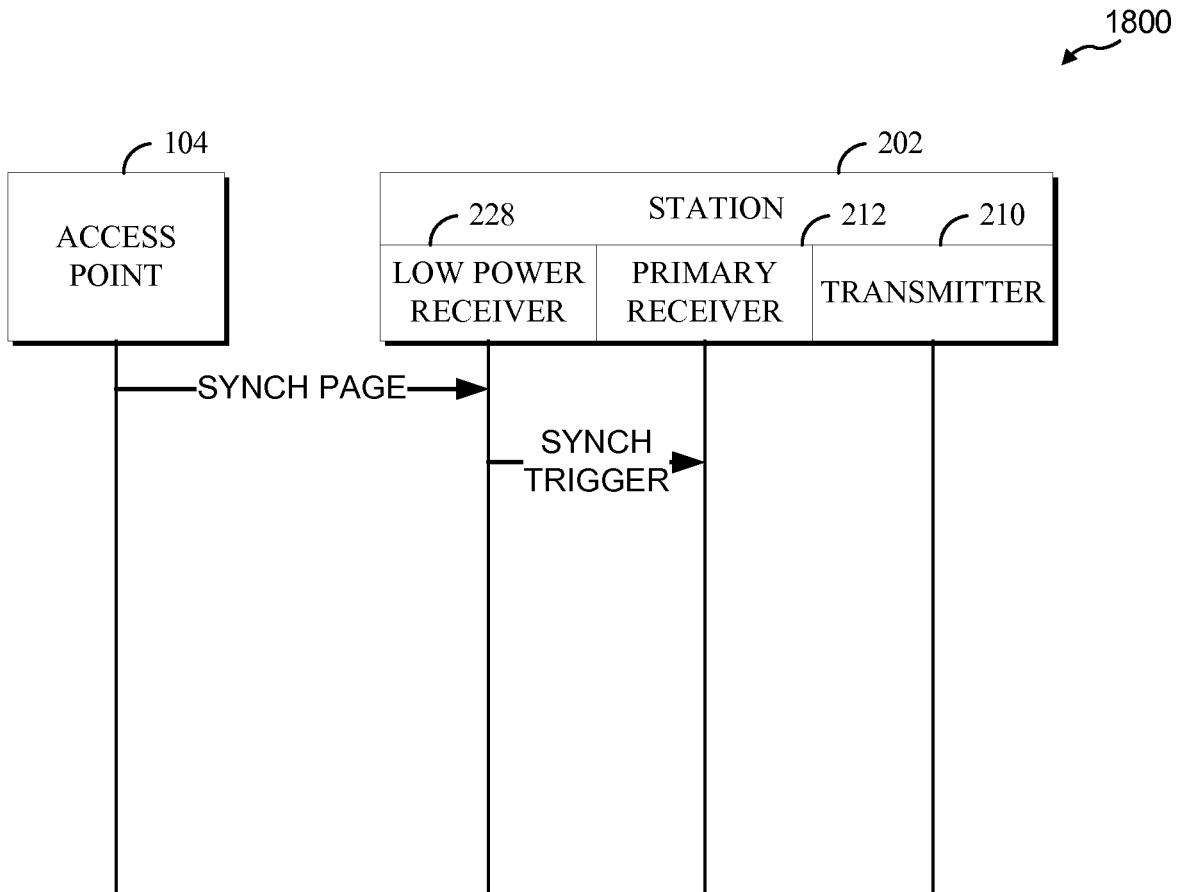 1800
104
202
ACCESS
POINT
STATION
228
212
210
LOW POWER
RECEIVER
PRIMARY
RECEIVER
TRANSMITTER
SYNCH PAGE
SYNCH
TRIGGER